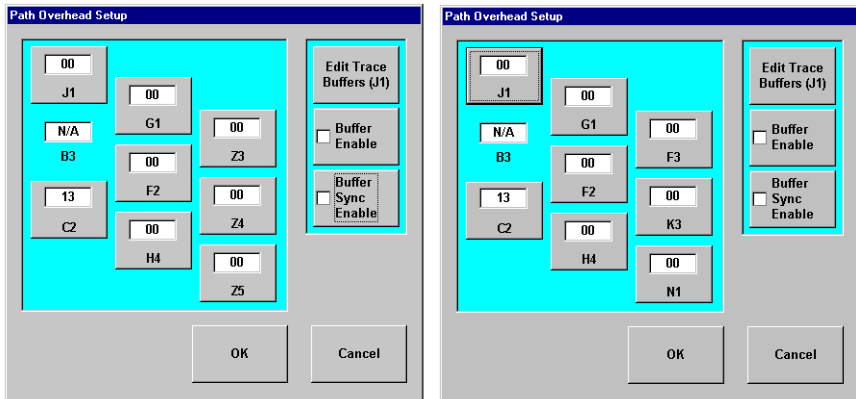 Path Overhead Setup
00
J1
00
G1
N/A
B3
00
Z3
00
F2
13
C2
00
Z4
00
H4
00
Z5
Edit Trace
Buffers (J1)
Buffer
Enable
Buffer
Sync
Enable
OK
Cancel
Path Overhead Setup
00
J1
00
G1
N/A
B3
00
F3
00
F2
13
C2
00
K3
00
H4
00
N1
Edit Trace
Buffers (J1)
Buffer
Enable
Buffer
Sync
Enable
OK
Cancel